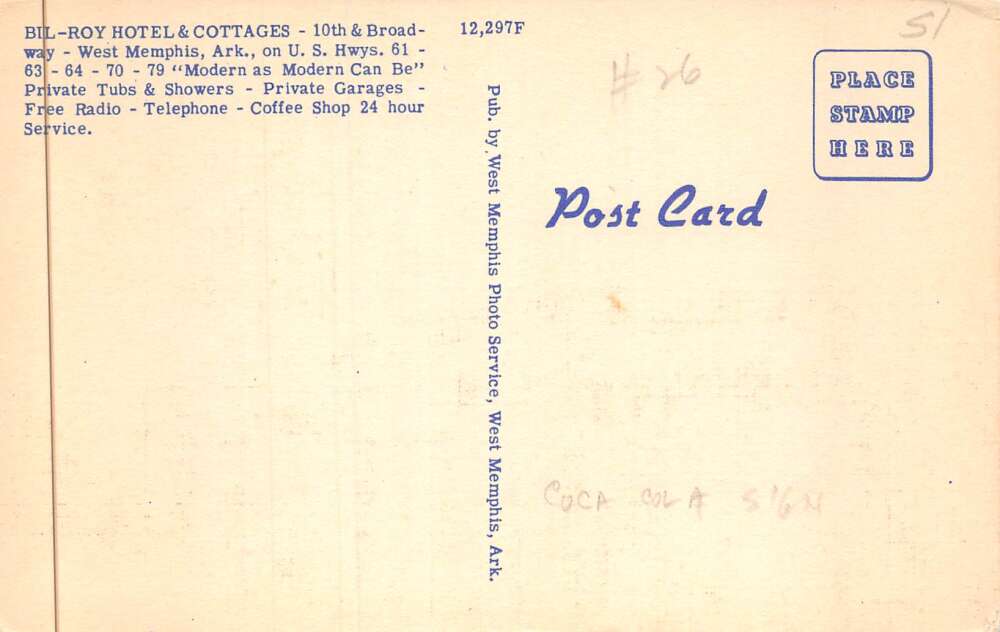 BIL-ROY HOTEL & COTTAGES - 10th & Broad-
way - West Memphis, Ark., on U. S. Hwys. 61 -
63 - 64 - 70 - 79 “Modern as Modern Can Be”
Private Tubs & Showers - Private Garages -
Free Radio - Telephone - Coffee Shop 24 hour
Service.
12,297F
Pub. by West Memphis Photo Service, West Memphis, Ark.
51
# 26
PLACE
STAMP
HERE
Post Card
COCA COLA SIGN